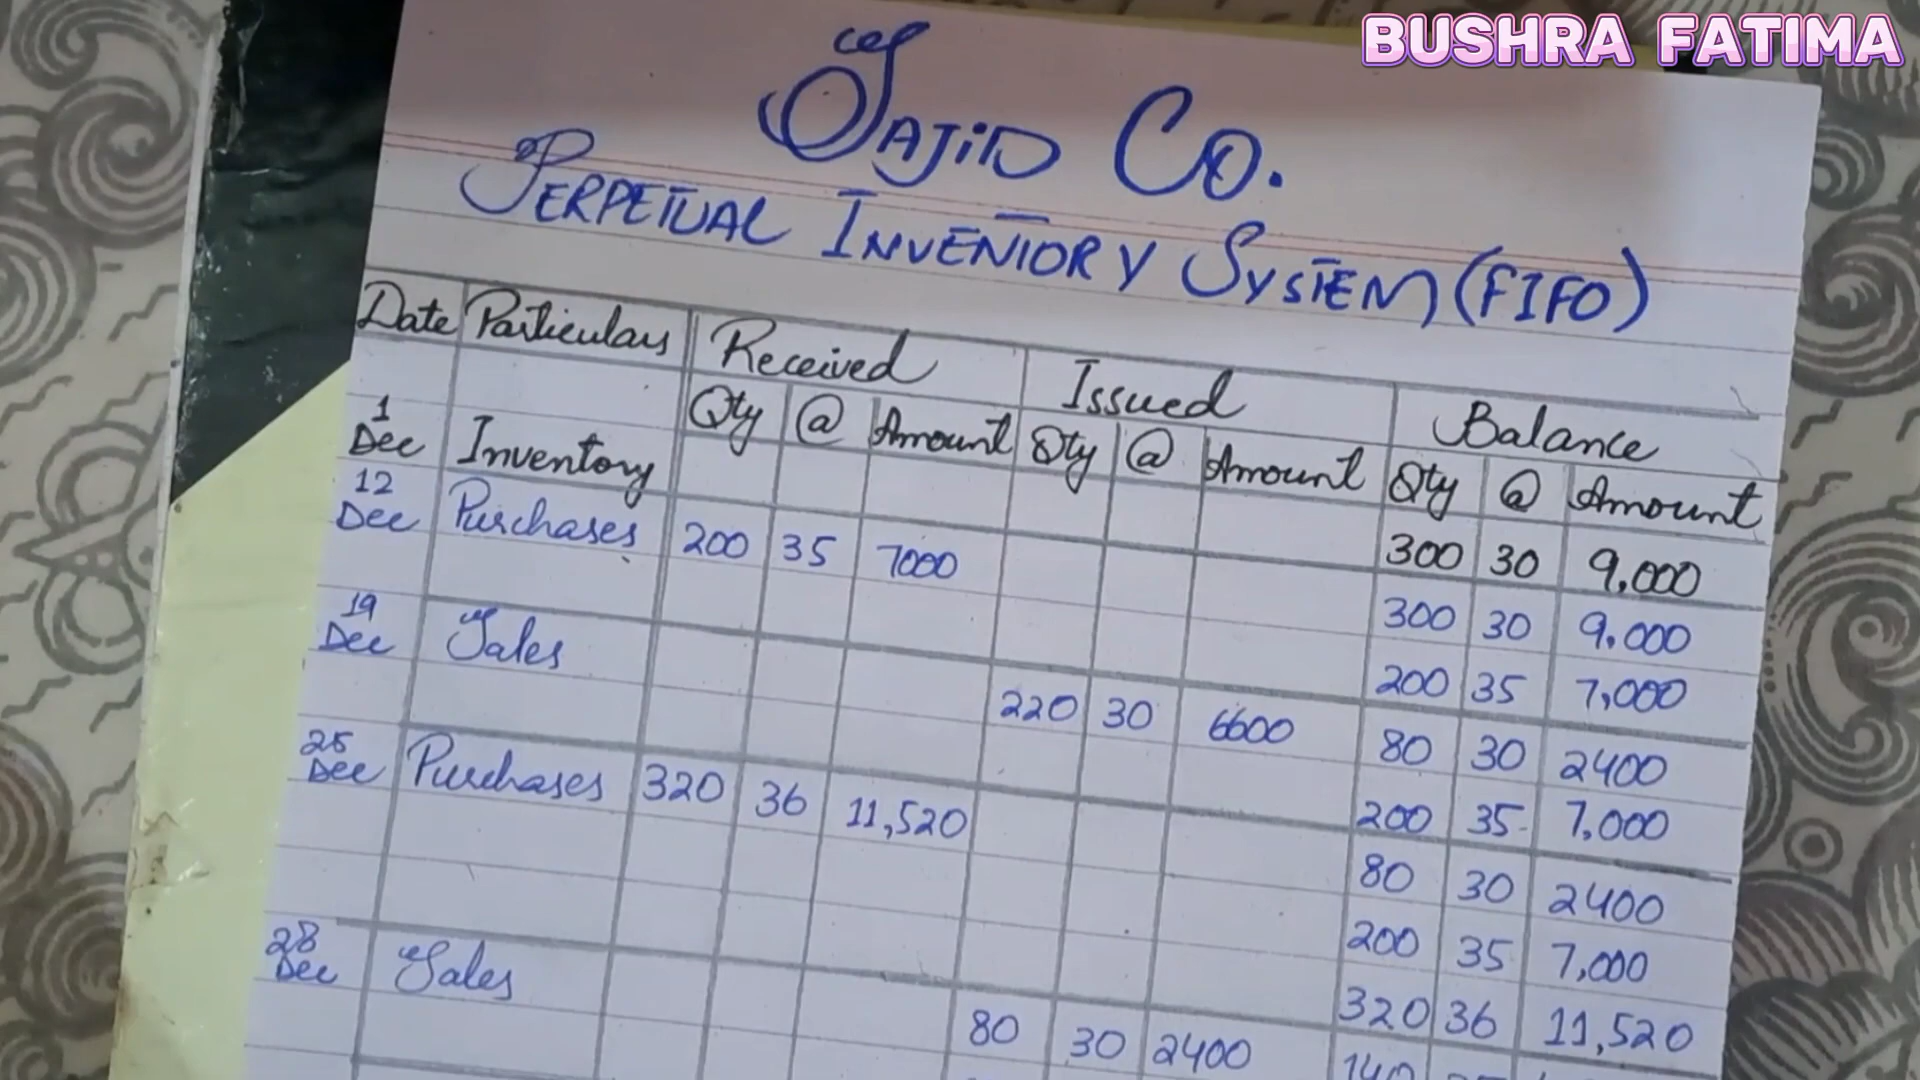 BUSHRA FATIMA
Sajid Co.
Perpetual Inventory System (FIFO)
Date Particulars Received Issued Balance
Qty @ Amount Qty @ Amount Qty @ Amount
1 Dec Inventory 300 30 9,000
12 Dec Purchases 200 35 7000 300 30 9.000
200 35 7,000
19 Dec Sales 220 30 6600 80 30 2400
200 35 7,000
25 Dec Purchases 320 36 11,520 80 30 2400
200 35 7,000
320 36 11,520
28 Dec Sales 80 30 2400 140